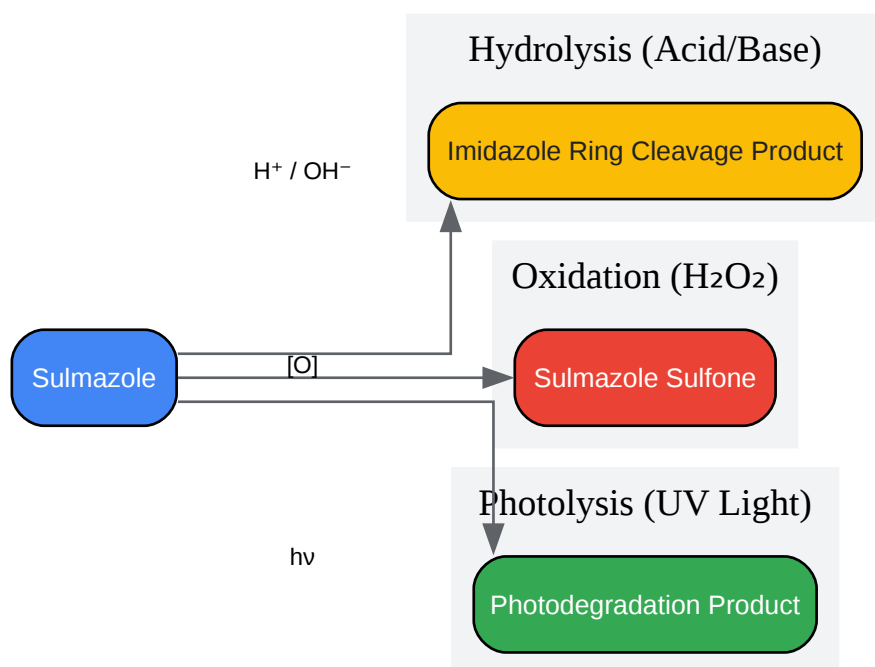 Hydrolysis (Acid/Base)
Imidazole Ring Cleavage Product
H⁺ / OH⁻
Oxidation (H₂O₂)
Sulmazole
[O]
Sulmazole Sulfone
Photolysis (UV Light)
hν
Photodegradation Product